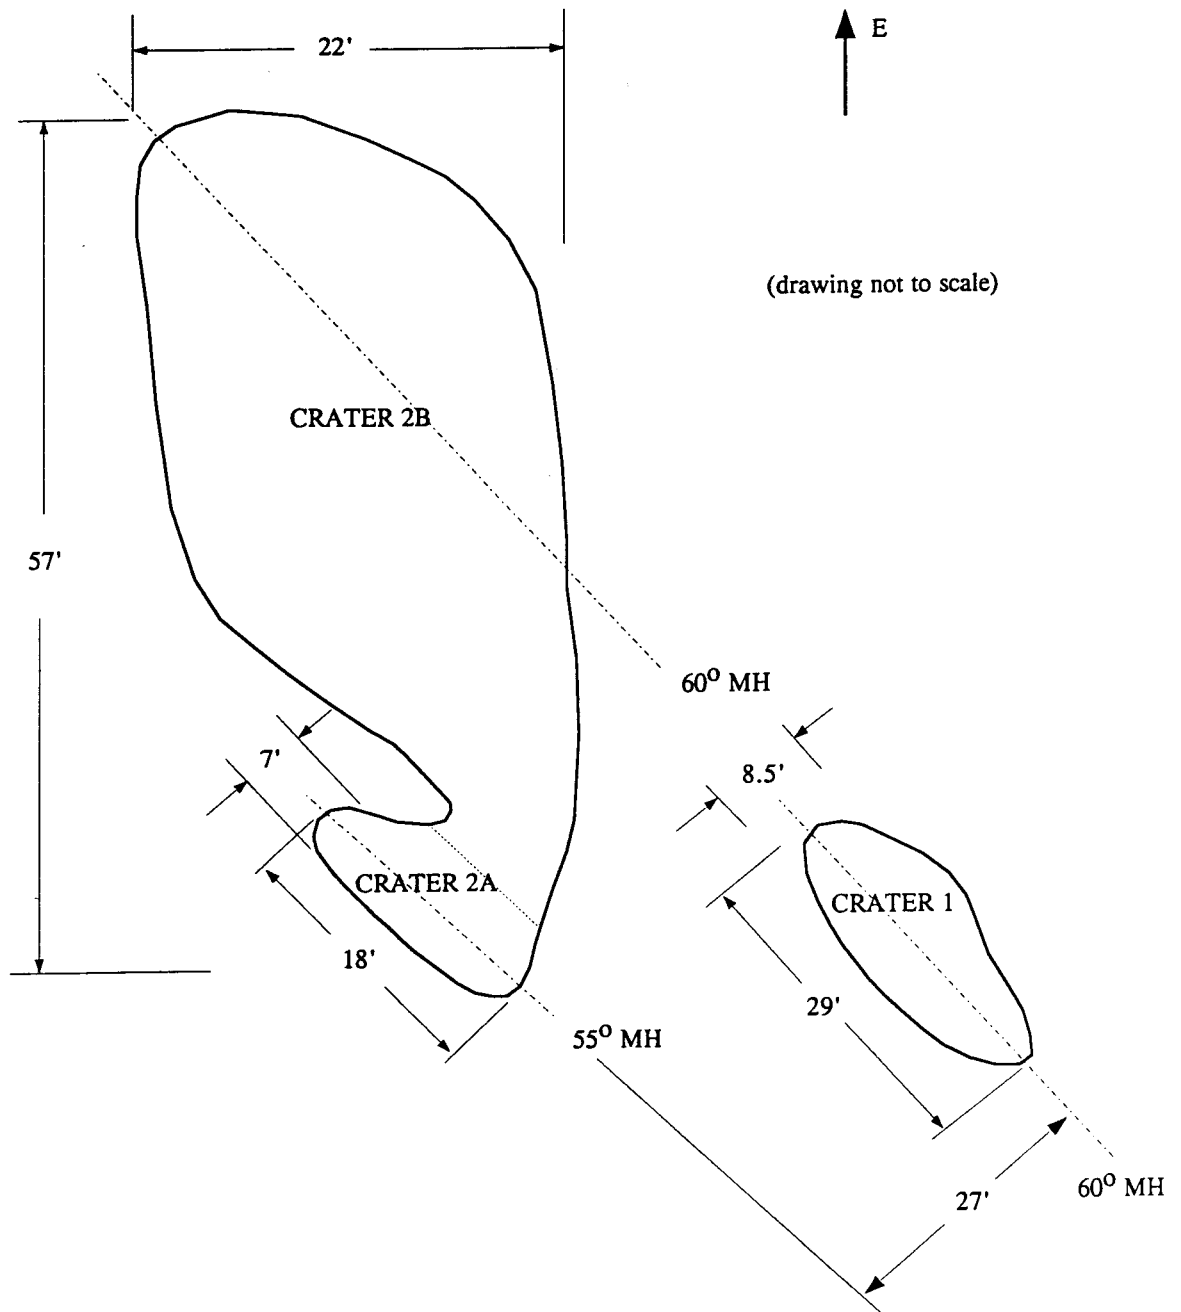 22'
E
(drawing not to scale)
CRATER 2B
57'
60° MH
7'
8.5'
CRATER 2A
CRATER 1
18'
29'
55° MH
27'
60° MH